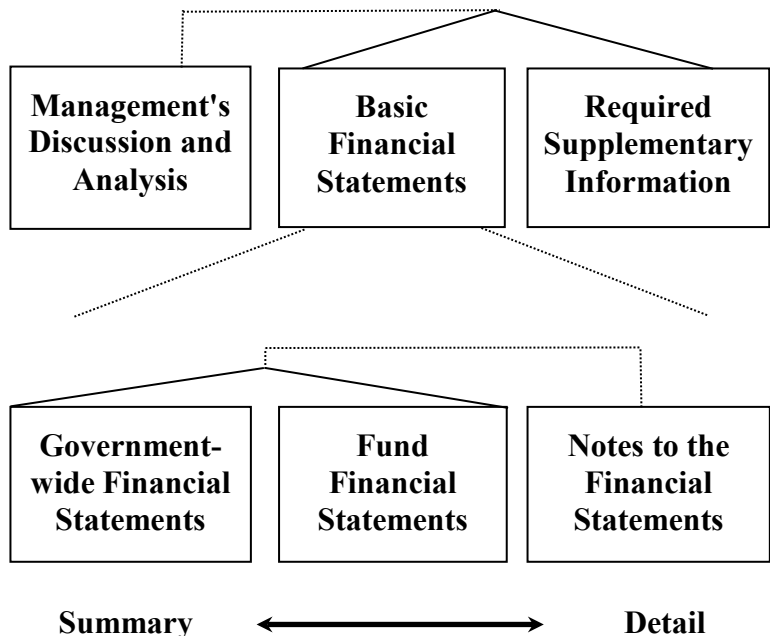 Management's
Discussion and
Analysis
Basic
Financial
Statements
Required
Supplementary
Information
Government-
wide Financial
Statements
Fund
Financial
Statements
Notes to the
Financial
Statements
Summary
Detail